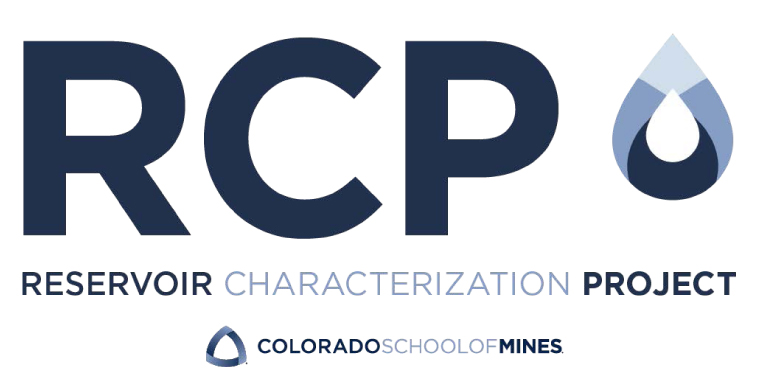 RCP
RESERVOIR CHARACTERIZATION PROJECT
COLORADOSCHOOLOFMINES.